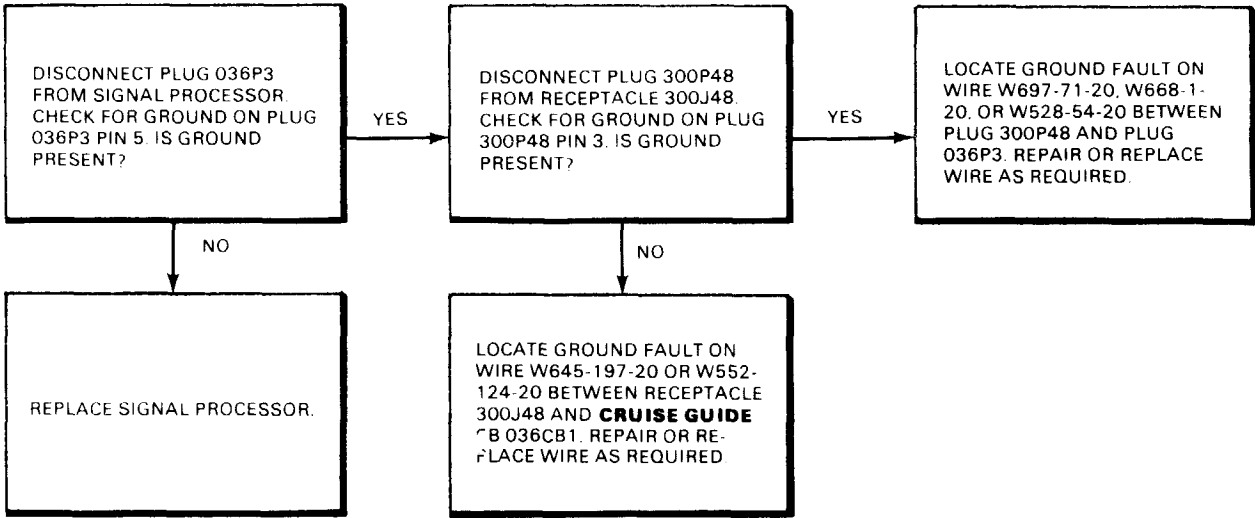 DISCONNECT PLUG 036P3
FROM SIGNAL PROCESSOR.
CHECK FOR GROUND ON PLUG
036P3 PIN 5. IS GROUND
PRESENT?
YES
DISCONNECT PLUG 300P48
FROM RECEPTACLE 300J48.
CHECK FOR GROUND ON PLUG
300P48 PIN 3. IS GROUND
PRESENT?
YES
LOCATE GROUND FAULT ON
WIRE W697-71-20, W668-1-
20, OR W528-54-20 BETWEEN
PLUG 300P48 AND PLUG
036P3. REPAIR OR REPLACE
WIRE AS REQUIRED.
NO
NO
REPLACE SIGNAL PROCESSOR.
LOCATE GROUND FAULT ON
WIRE W645-197-20 OR W552-
124-20 BETWEEN RECEPTACLE
300J48 AND CRUISE GUIDE
CB 036CB1. REPAIR OR RE-
PLACE WIRE AS REQUIRED.